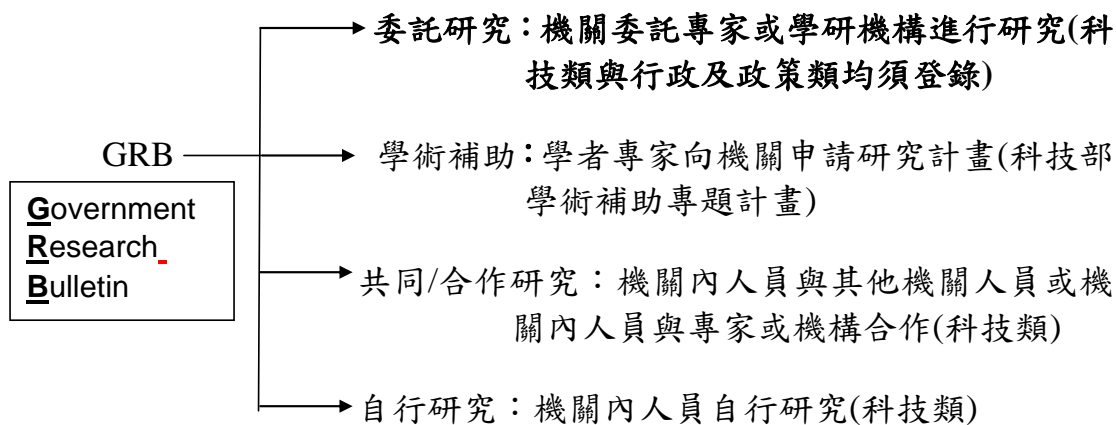 委託研究：機關委託專家或學研機構進行研究(科
技類與行政及政策類均須登錄)
GRB
學術補助：學者專家向機關申請研究計畫(科技部
學術補助專題計畫)
Government
Research
Bulletin
共同/合作研究：機關內人員與其他機關人員或機
關內人員與專家或機構合作(科技類)
自行研究：機關內人員自行研究(科技類)